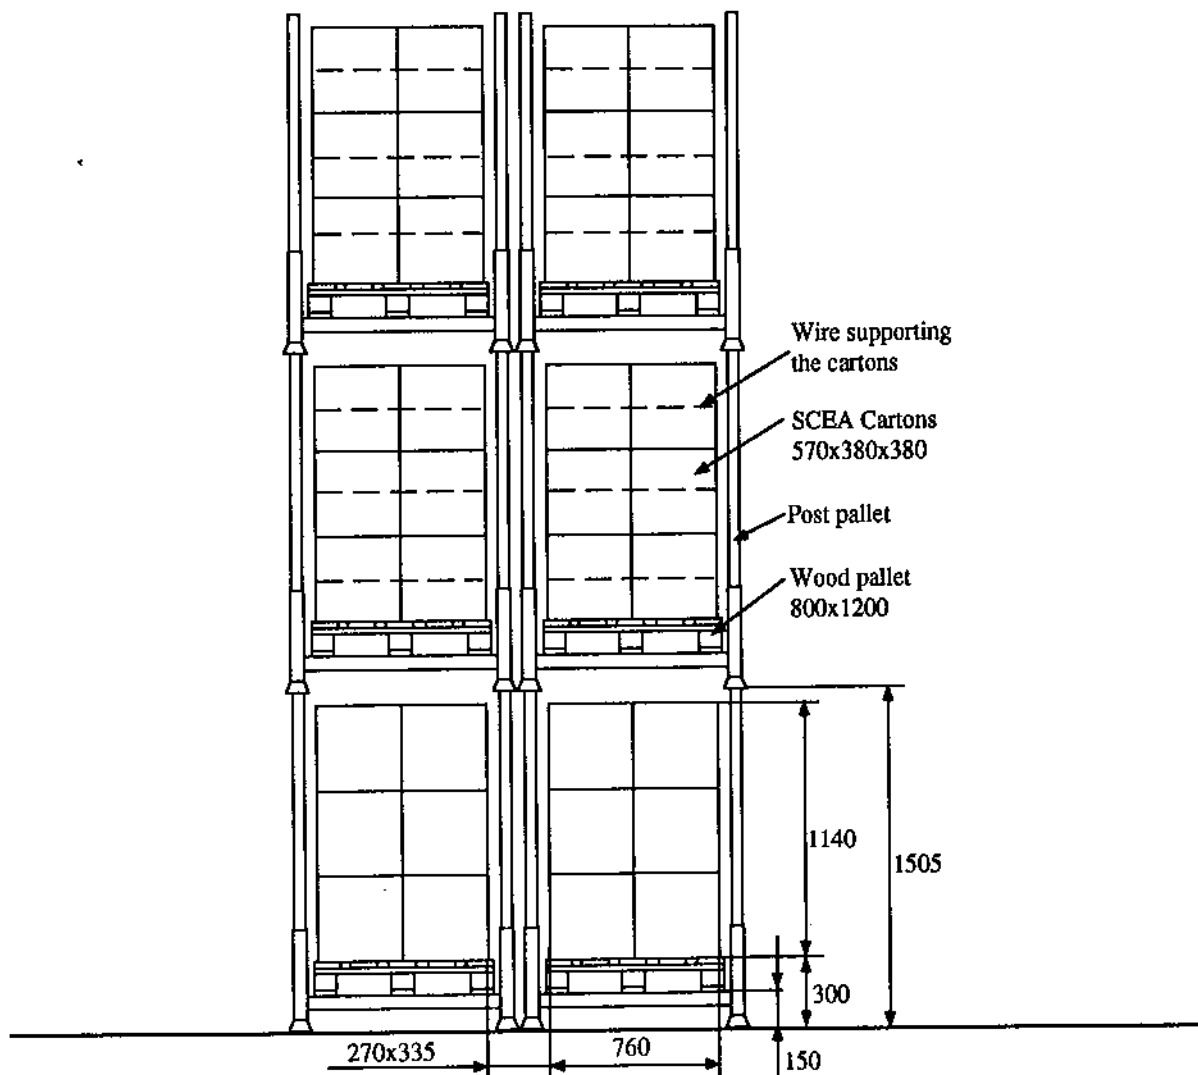 Wire supporting
the cartons
SCEA Cartons
570x380x380
Post pallet
Wood pallet
800x1200
1140
1505
300
270x335
760
150